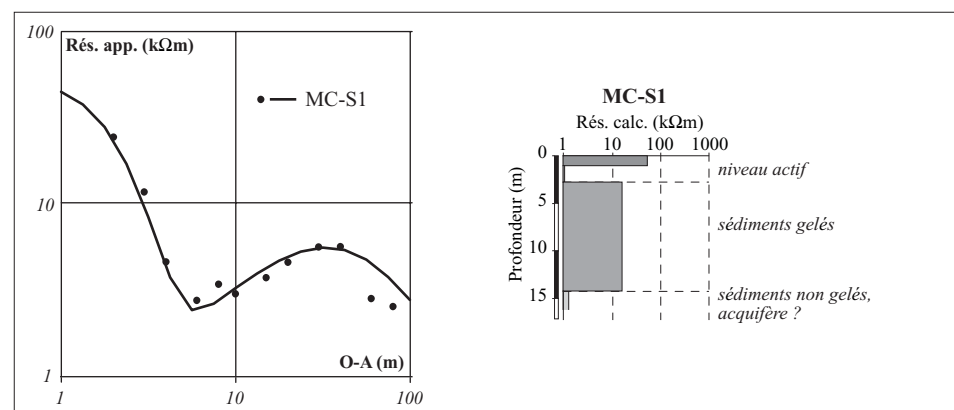 100
Rés. app. (kΩm)
MC-S1
10
O-A (m)
1
1
10
100
MC-S1
Rés. calc. (kΩm)
1 10 100 1000
Profondeur (m)
0
5
10
15
niveau actif
sédiments gelés
sédiments non gelés,
acquifère ?